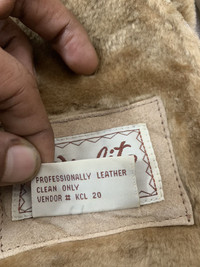 PROFESSIONALLY LEATHER
CLEAN ONLY
VENDOR # KCL 20